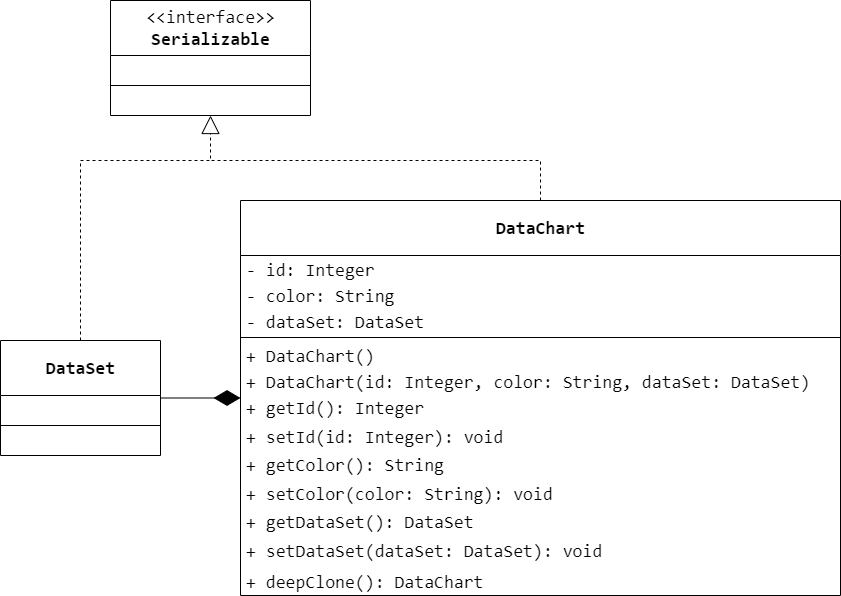 <<interface>>
Serializable
DataChart
- id: Integer
- color: String
- dataSet: DataSet
+ DataChart()
+ DataChart(id: Integer, color: String, dataSet: DataSet)
+ getId(): Integer
+ setId(id: Integer): void
+ getColor(): String
+ setColor(color: String): void
+ getDataSet(): DataSet
+ setDataSet(dataSet: DataSet): void
+ deepClone(): DataChart
DataSet